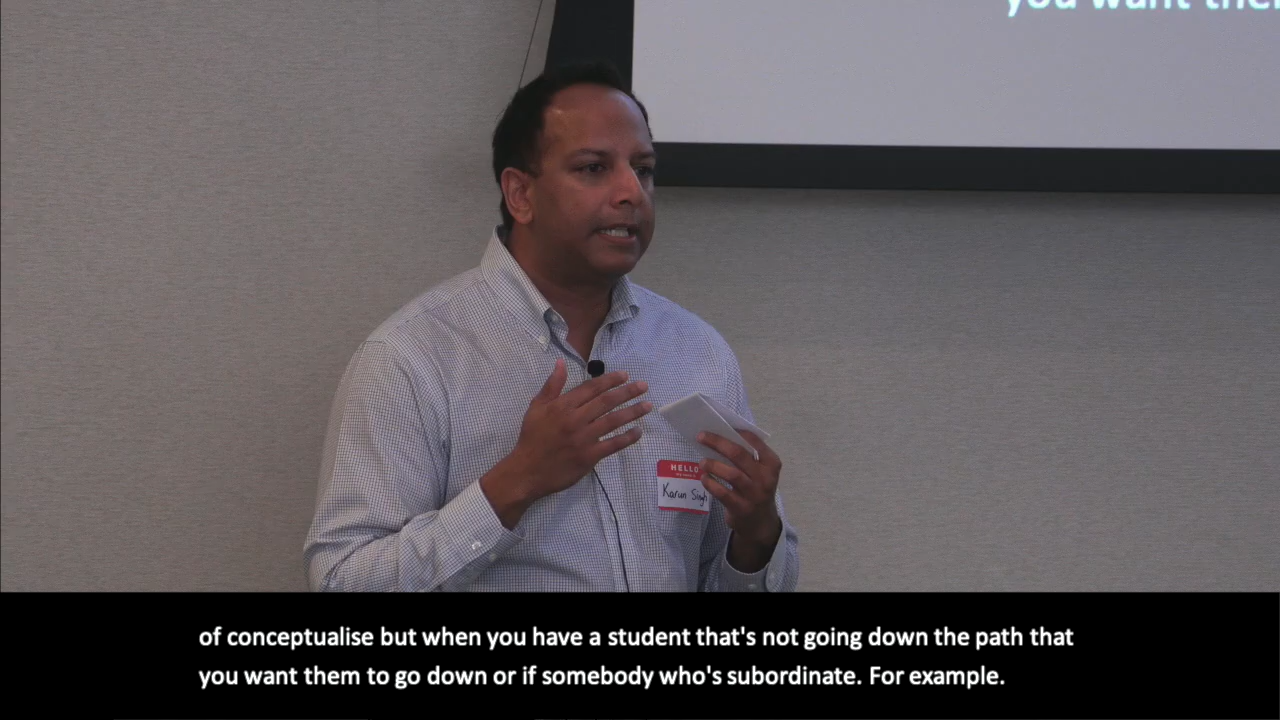 you want them
HELLO
Karun Singh
of conceptualise but when you have a student that's not going down the path that
you want them to go down or if somebody who's subordinate. For example.